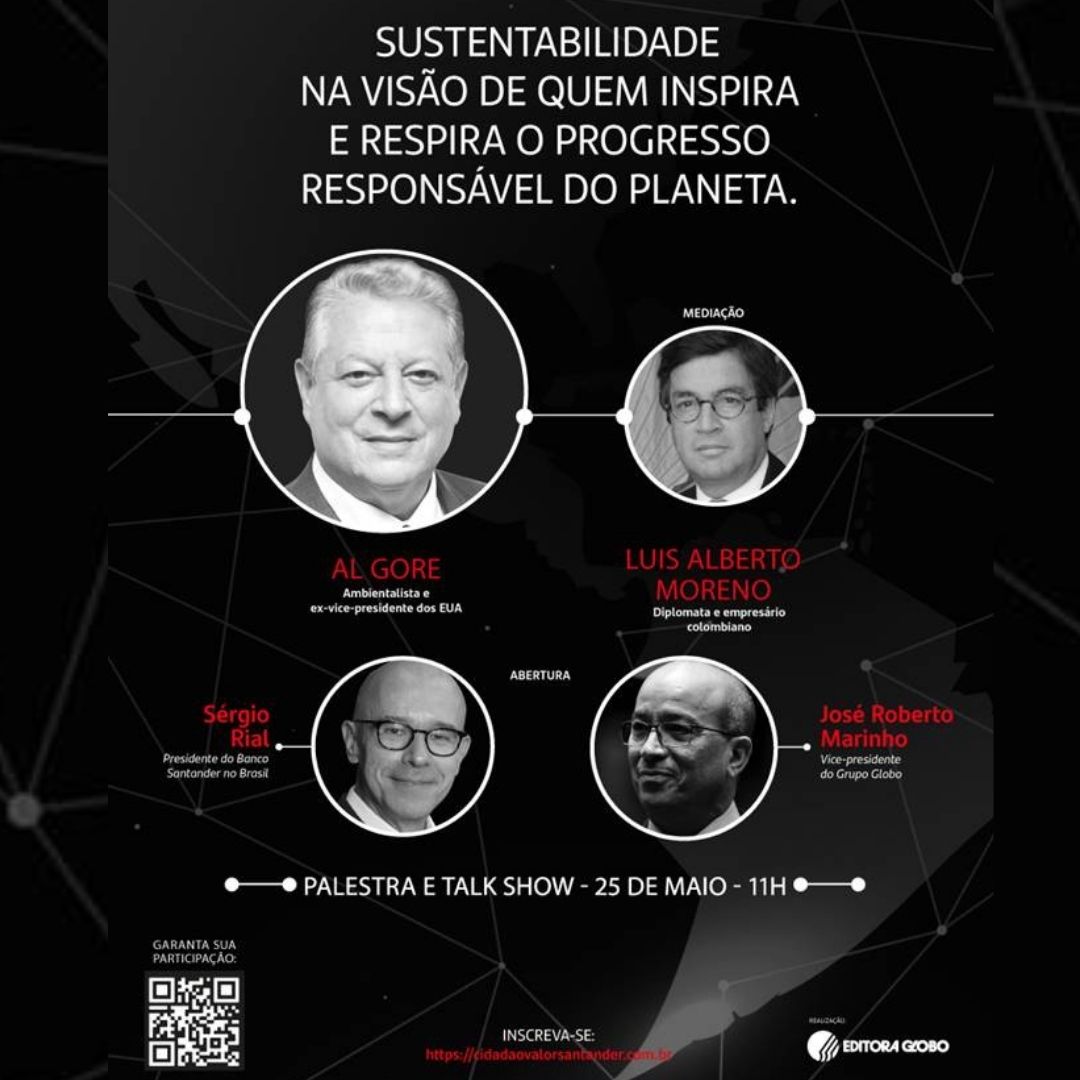 SUSTENTABILIDADE
NA VISÃO DE QUEM INSPIRA
E RESPIRA O PROGRESSO
RESPONSÁVEL DO PLANETA.
MEDIAÇÃO
AL GORE
Ambientalista e
ex-vice-presidente dos EUA
LUIS ALBERTO
MORENO
Diplomata e empresário
colombiano
ABERTURA
Sérgio
Rial
Presidente do Banco
Santander no Brasil
José Roberto
Marinho
Vice-presidente
do Grupo Globo
PALESTRA E TALK SHOW - 25 DE MAIO - 11H
GARANTA SUA
PARTICIPAÇÃO:
INSCREVA-SE:
https://cidadaovalorsantander.com.br
REALIZAÇÃO:
EDITORA GLOBO